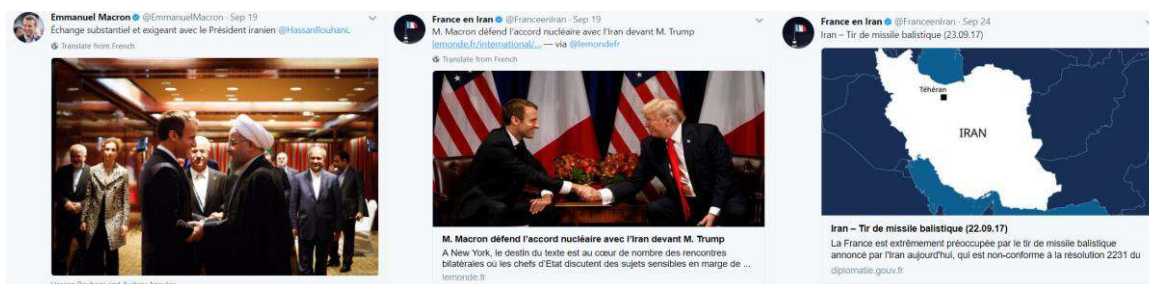 Emmanuel Macron @EmmanuelMacron · Sep 19
Échange substantiel et exigeant avec le Président iranien @HassanRouhani.
Translate from French
France en Iran @FranceenIran · Sep 19
M. Macron défend l'accord nucléaire avec l'Iran devant M. Trump
lemonde.fr/international/... — via @lemondefr
Translate from French
M. Macron défend l'accord nucléaire avec l'Iran devant M. Trump
A New York, le destin du texte est au cœur de nombre des rencontres
bilatérales où les chefs d'Etat discutent des sujets sensibles en marge de ...
lemonde.fr
France en Iran @FranceenIran · Sep 24
Iran – Tir de missile balistique (23.09.17)
Téhéran
IRAN
Iran – Tir de missile balistique (22.09.17)
La France est extrêmement préoccupée par le tir de missile balistique
annoncé par l'Iran aujourd'hui, qui est non-conforme à la résolution 2231 du
diplomatie.gouv.fr